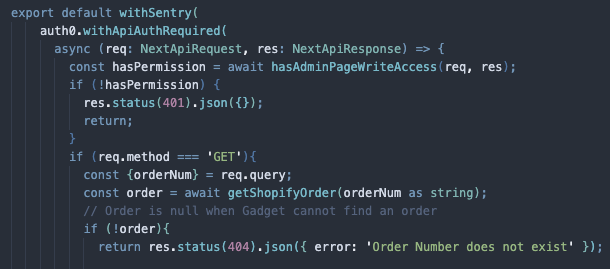 export default withSentry(
auth0.withApiAuthRequired(
async (req: NextApiRequest, res: NextApiResponse) => {
const hasPermission = await hasAdminPageWriteAccess(req, res);
if (!hasPermission) {
res.status(401).json({});
return;
}
if (req.method === 'GET'){
const {orderNum} = req.query;
const order = await getShopifyOrder(orderNum as string);
// Order is null when Gadget cannot find an order
if (!order){
return res.status(404).json({ error: 'Order Number does not exist' });